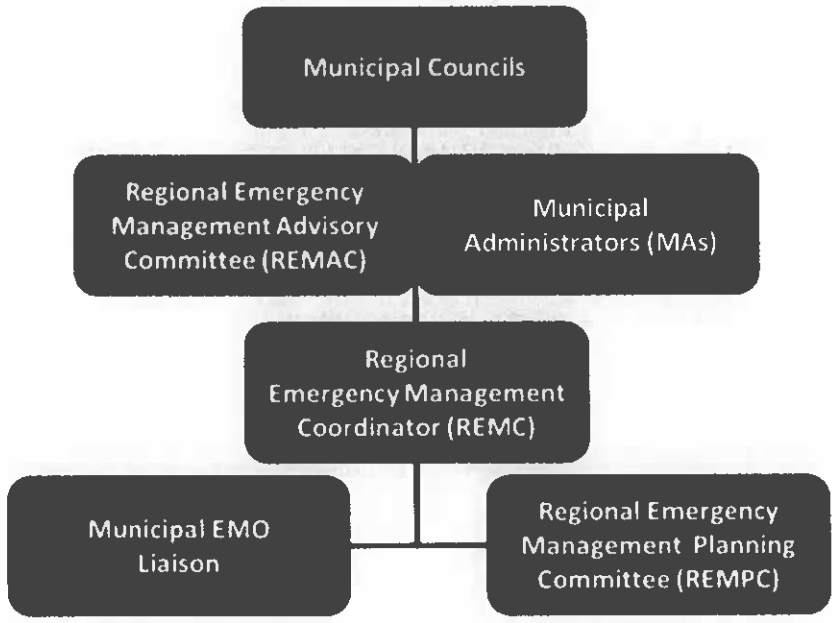 Municipal Councils
Regional Emergency
Management Advisory
Committee (REMAC)
Municipal
Administrators (MAs)
Regional
Emergency Management
Coordinator (REMC)
Municipal EMO
Liaison
Regional Emergency
Management Planning
Committee (REMPC)